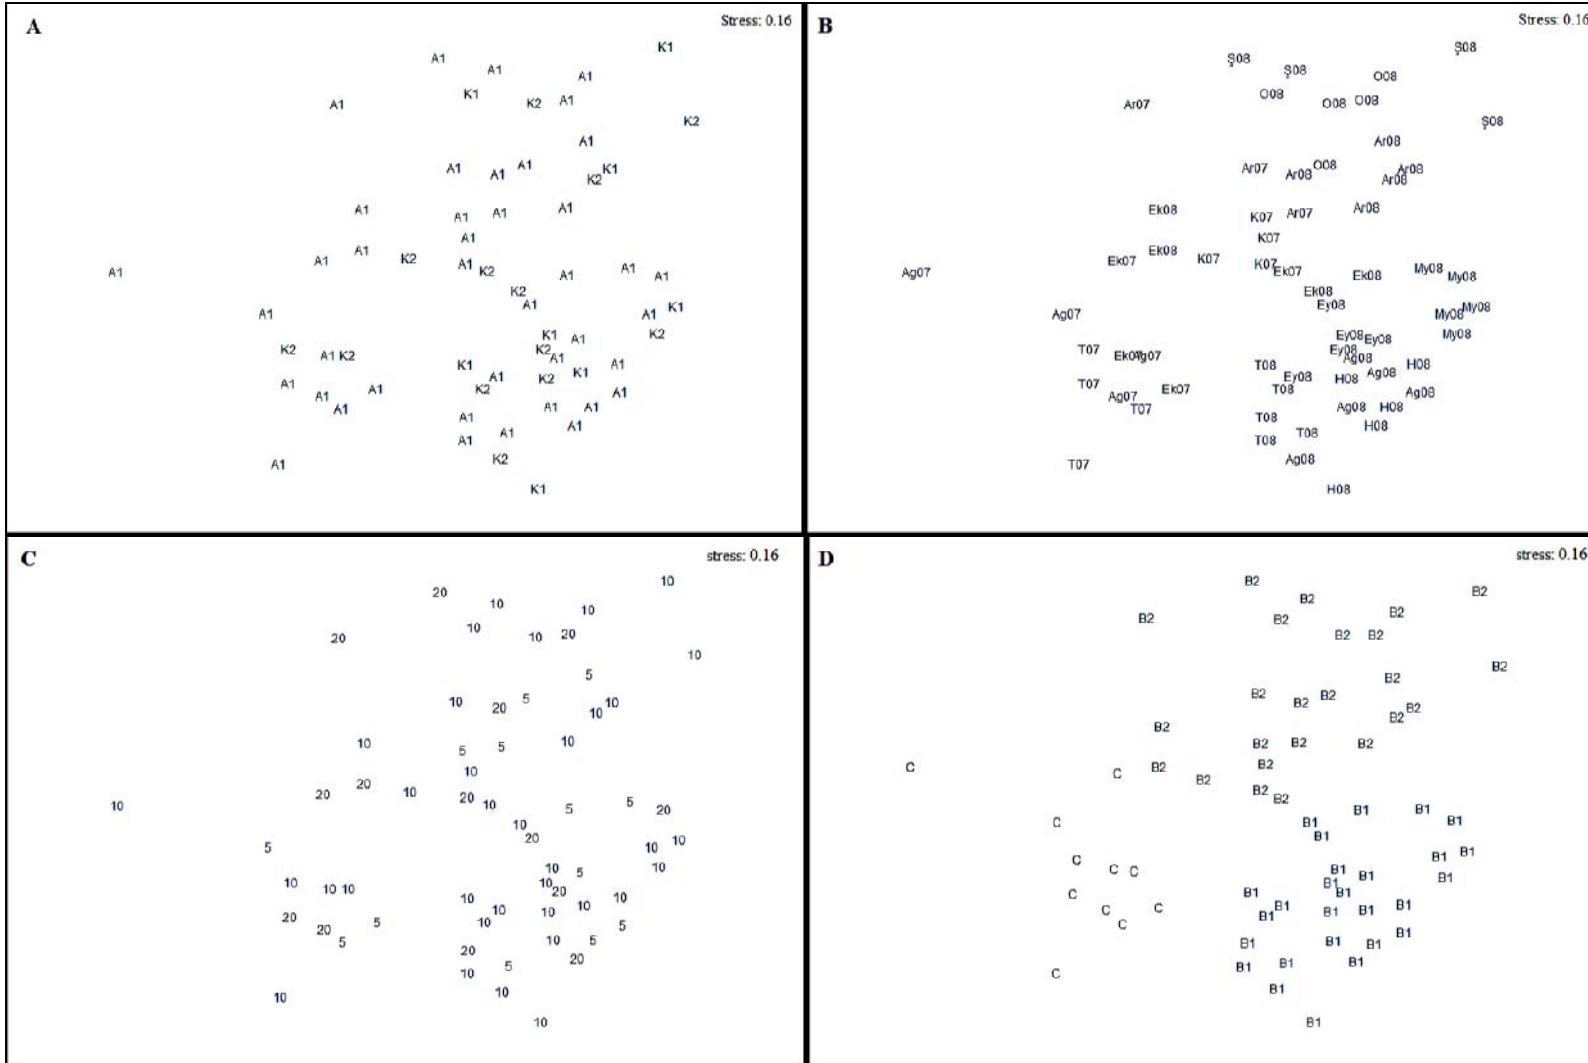 A
Stress: 0.16
K1
A1
A1
A1
K1
A1 K2 A1
K2
A1
A1 A1 A1 K1
K2
A1 A1 A1 A1
A1
A1 A1 K2 A1
A1 K2 A1 A1 A1
K2
A1 K1
A1 A1
K1 A1 K2
K2 A1 K2 K2 A1
K1 K1 A1
A1 K2
A1 A1 K2 A1
A1
A1 A1 A1
A1 A1
A1 A1
K2
A1
K1
B
Stress: 0.16
Ş08
Ş08
Ş08
O08
O08
Ar07 O08 O08
Ş08
Ar08
Ar07 Ar08 O08 Ar08
Ar08
Ek08 K07 Ar07 Ar08
K07
Ek07 Ek08 K07 K07
Ag07 Ek07 Ek08 My08 My08
Ek08
Ey08 My08
Ag07 My08
Ey08 Ey08 My08
T07 Ek07 Ag07 Ey08 Ag08
T08 Ag08 H08
Ey08 H08
T07 Ek07 T08 Ag08
Ag07
T07 Ag08 H08
T08 H08
T08 T08
Ag08
T07
H08
C
stress: 0.16
10
20
10
10
10
20 10 20
10
5
10 20 5 10
10
10 5 5 10
10
20 20 10 20
10 10 5 5 20
10
20 10
5 10
10 5 10
10 10 10 10 20
10 10 10
10 10
20 5 10 5
20
5 10 5
20 20
10 5
10
10
10
D
stress: 0.16
B2
B2
B2
B2
B2 B2
B2 B2
B2
B2
B2 B2 B2 B2
B2
B2
B2 B2 B2
C C B2 B2 B2
B2 B2
B1 B1
C B1 B1 B1
C B1 B1
C C B1 B1 B1
C B1 B1 B1
C C B1 B1 B1 B1 B1
C B1
B1 B1 B1
C B1 B1 B1
B1
B1